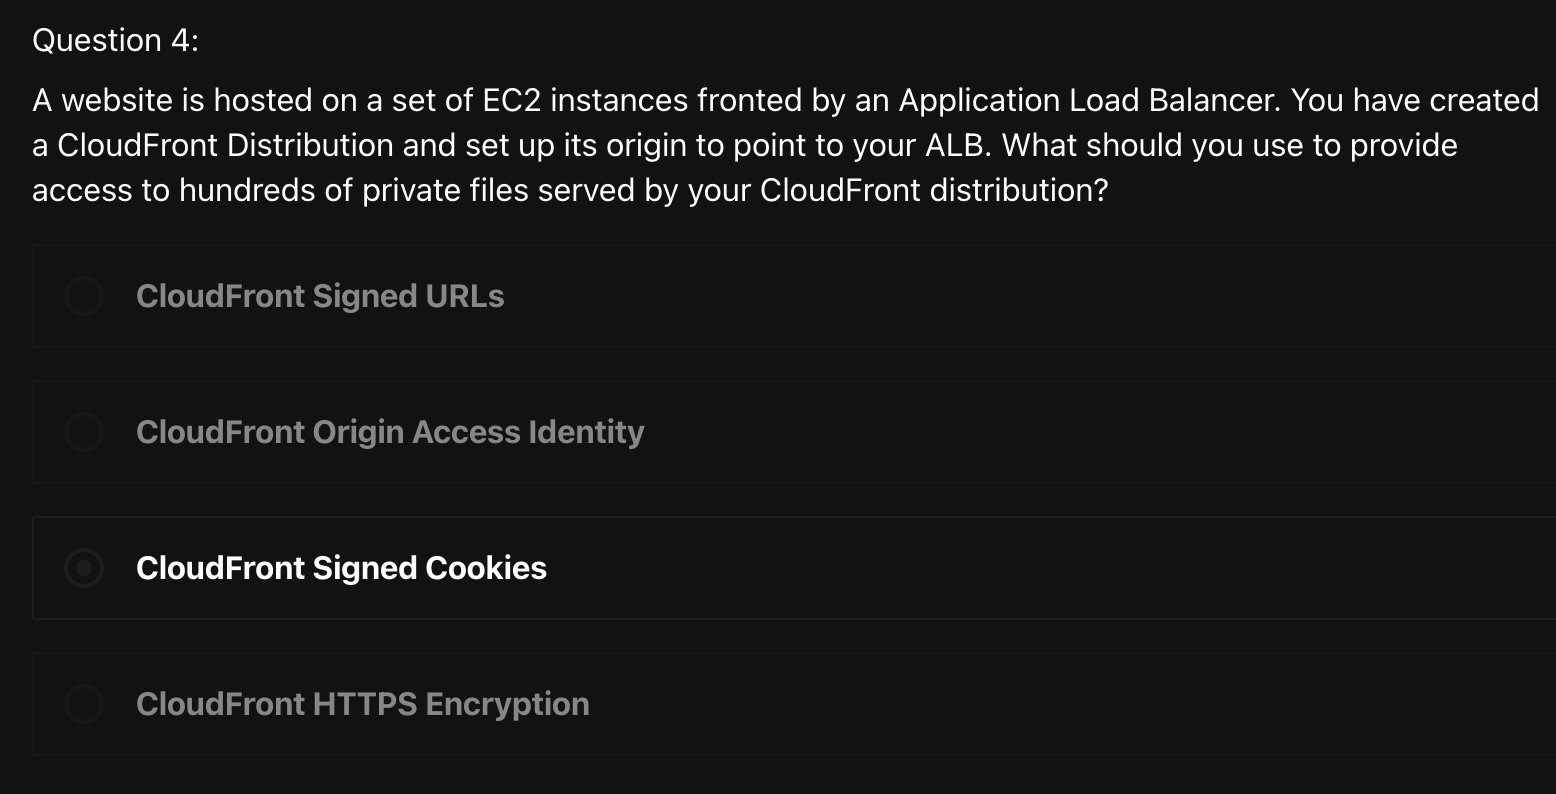 Question 4:
A website is hosted on a set of EC2 instances fronted by an Application Load Balancer. You have created
a CloudFront Distribution and set up its origin to point to your ALB. What should you use to provide
access to hundreds of private files served by your CloudFront distribution?
CloudFront Signed URLs
CloudFront Origin Access Identity
CloudFront Signed Cookies
CloudFront HTTPS Encryption